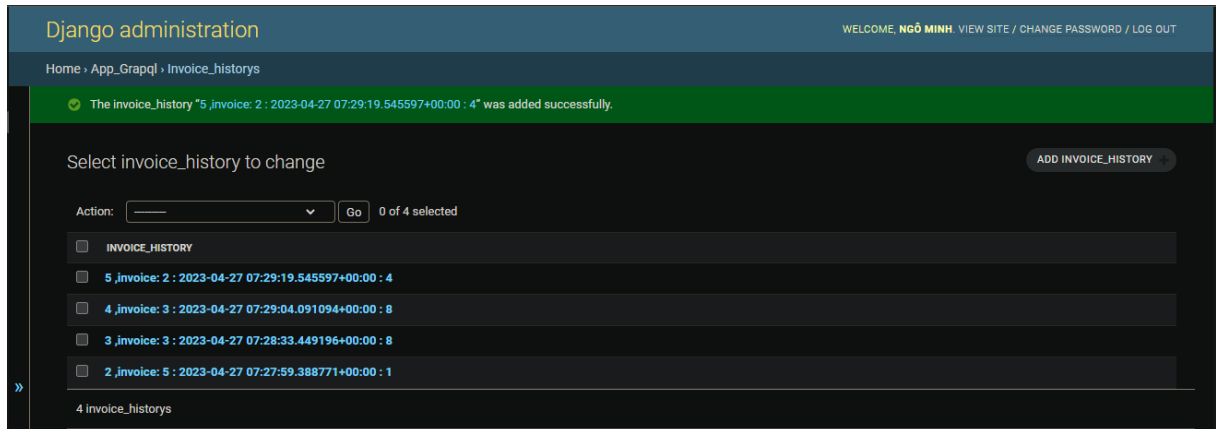 Django administration
WELCOME, NGÔ MINH. VIEW SITE / CHANGE PASSWORD / LOG OUT
Home › App_Grapql › Invoice_historys
The invoice_history “5 ,invoice: 2 : 2023-04-27 07:29:19.545597+00:00 : 4” was added successfully.
Select invoice_history to change
ADD INVOICE_HISTORY +
Action: --------- Go 0 of 4 selected
INVOICE_HISTORY
5 ,invoice: 2 : 2023-04-27 07:29:19.545597+00:00 : 4
4 ,invoice: 3 : 2023-04-27 07:29:04.091094+00:00 : 8
3 ,invoice: 3 : 2023-04-27 07:28:33.449196+00:00 : 8
2 ,invoice: 5 : 2023-04-27 07:27:59.388771+00:00 : 1
»
4 invoice_historys